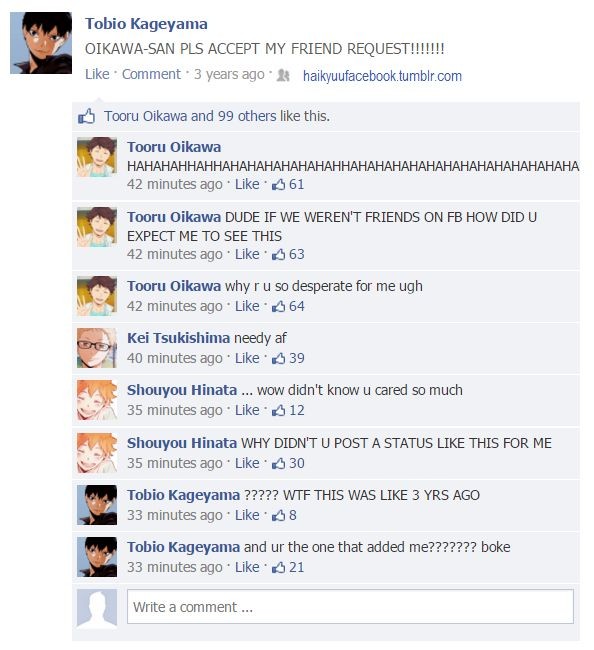 Tobio Kageyama
OIKAWA-SAN PLS ACCEPT MY FRIEND REQUEST!!!!!!!
Like · Comment · 3 years ago · haikyuufacebook.tumblr.com
Tooru Oikawa and 99 others like this.
Tooru Oikawa
HAHAHAHHAHHAHAHAHAHAHAHAHHAHAHAHAHAHAHAHAHAHAHAHAHAHA
42 minutes ago · Like · 61
Tooru Oikawa DUDE IF WE WEREN'T FRIENDS ON FB HOW DID U
EXPECT ME TO SEE THIS
42 minutes ago · Like · 63
Tooru Oikawa why r u so desperate for me ugh
42 minutes ago · Like · 64
Kei Tsukishima needy af
40 minutes ago · Like · 39
Shouyou Hinata ... wow didn't know u cared so much
35 minutes ago · Like · 12
Shouyou Hinata WHY DIDN'T U POST A STATUS LIKE THIS FOR ME
35 minutes ago · Like · 30
Tobio Kageyama ????? WTF THIS WAS LIKE 3 YRS AGO
33 minutes ago · Like · 8
Tobio Kageyama and ur the one that added me??????? boke
33 minutes ago · Like · 21
Write a comment ...